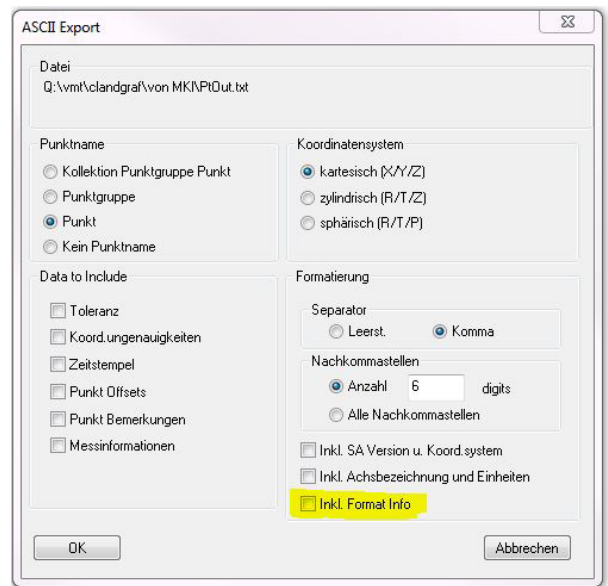 ASCII Export
Datei
Q:\vmt\clandgraf\von MKI\PtOut.txt
Punktname
Kollektion Punktgruppe Punkt
Punktgruppe
Punkt
Kein Punktname
Koordinatensystem
kartesisch (X/Y/Z)
zylindrisch (R/T/Z)
sphärisch (R/T/P)
Data to Include
Toleranz
Koord.ungenauigkeiten
Zeitstempel
Punkt Offsets
Punkt Bemerkungen
Messinformationen
Formatierung
Separator
Leerst. Komma
Nachkommastellen
Anzahl 6 digits
Alle Nachkommastellen
Inkl. SA Version u. Koord.system
Inkl. Achsbezeichnung und Einheiten
Inkl. Format Info
OK Abbrechen